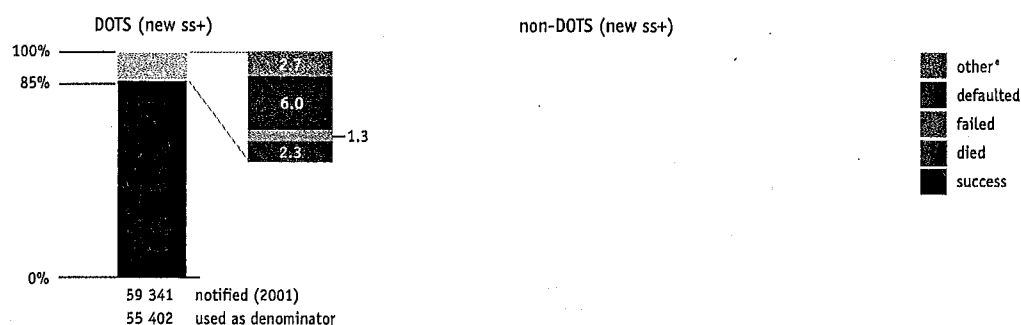 DOTS (new ss+)
100%
85%
0%
2.7
6.0
1.3
2.3
59 341 notified (2001)
55 402 used as denominator
non-DOTS (new ss+)
other*
defaulted
failed
died
success